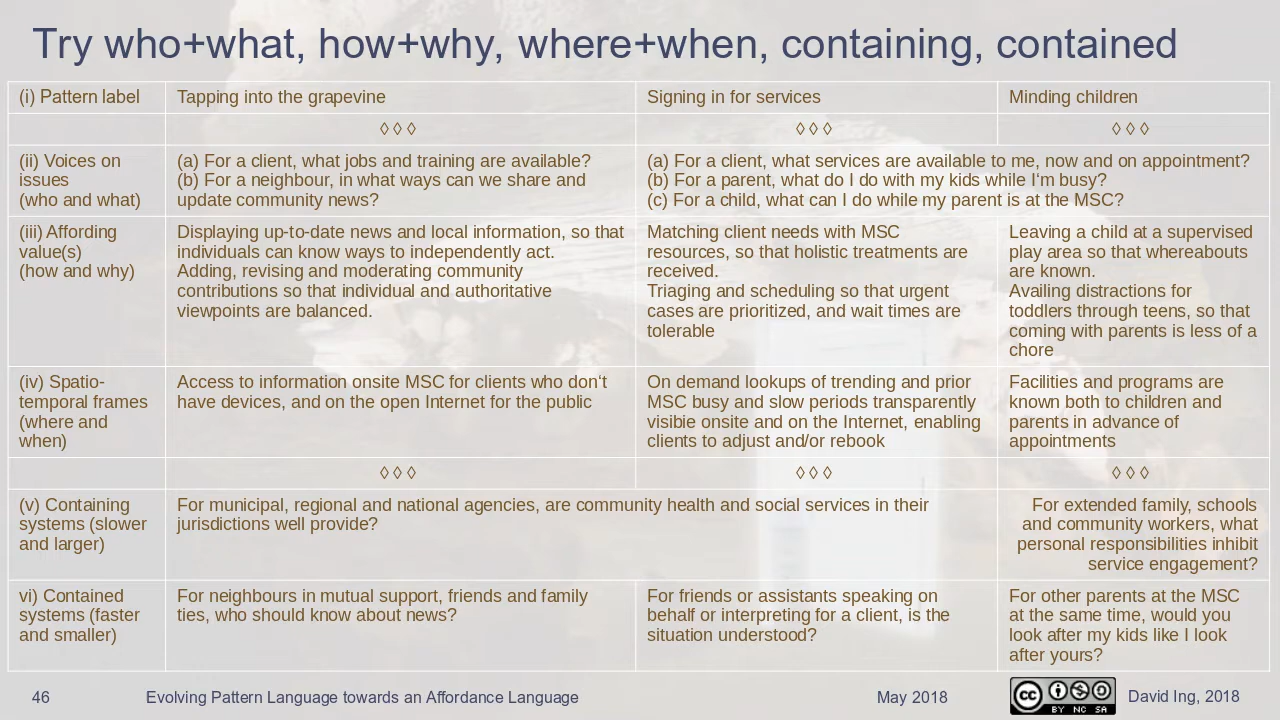 Try who+what, how+why, where+when, containing, contained
(i) Pattern label
Tapping into the grapevine
Signing in for services
Minding children
◊ ◊ ◊
◊ ◊ ◊
◊ ◊ ◊
(ii) Voices on
issues
(who and what)
(a) For a client, what jobs and training are available?
(b) For a neighbour, in what ways can we share and
update community news?
(a) For a client, what services are available to me, now and on appointment?
(b) For a parent, what do I do with my kids while I'm busy?
(c) For a child, what can I do while my parent is at the MSC?
(iii) Affording
value(s)
(how and why)
Displaying up-to-date news and local information, so that
individuals can know ways to independently act.
Adding, revising and moderating community
contributions so that individual and authoritative
viewpoints are balanced.
Matching client needs with MSC
resources, so that holistic treatments are
received.
Triaging and scheduling so that urgent
cases are prioritized, and wait times are
tolerable
Leaving a child at a supervised
play area so that whereabouts
are known.
Availing distractions for
toddlers through teens, so that
coming with parents is less of a
chore
(iv) Spatio-
temporal frames
(where and
when)
Access to information onsite MSC for clients who don't
have devices, and on the open Internet for the public
On demand lookups of trending and prior
MSC busy and slow periods transparently
visibie onsite and on the Internet, enabling
clients to adjust and/or rebook
Facilities and programs are
known both to children and
parents in advance of
appointments
◊ ◊ ◊
◊ ◊ ◊
◊ ◊ ◊
(v) Containing
systems (slower
and larger)
For municipal, regional and national agencies, are community health and social services in their
jurisdictions well provide?
For extended family, schools
and community workers, what
personal responsibilities inhibit
service engagement?
vi) Contained
systems (faster
and smaller)
For neighbours in mutual support, friends and family
ties, who should know about news?
For friends or assistants speaking on
behalf or interpreting for a client, is the
situation understood?
For other parents at the MSC
at the same time, would you
look after my kids like I look
after yours?
46
Evolving Pattern Language towards an Affordance Language
May 2018
cc
BY NC SA
David Ing, 2018